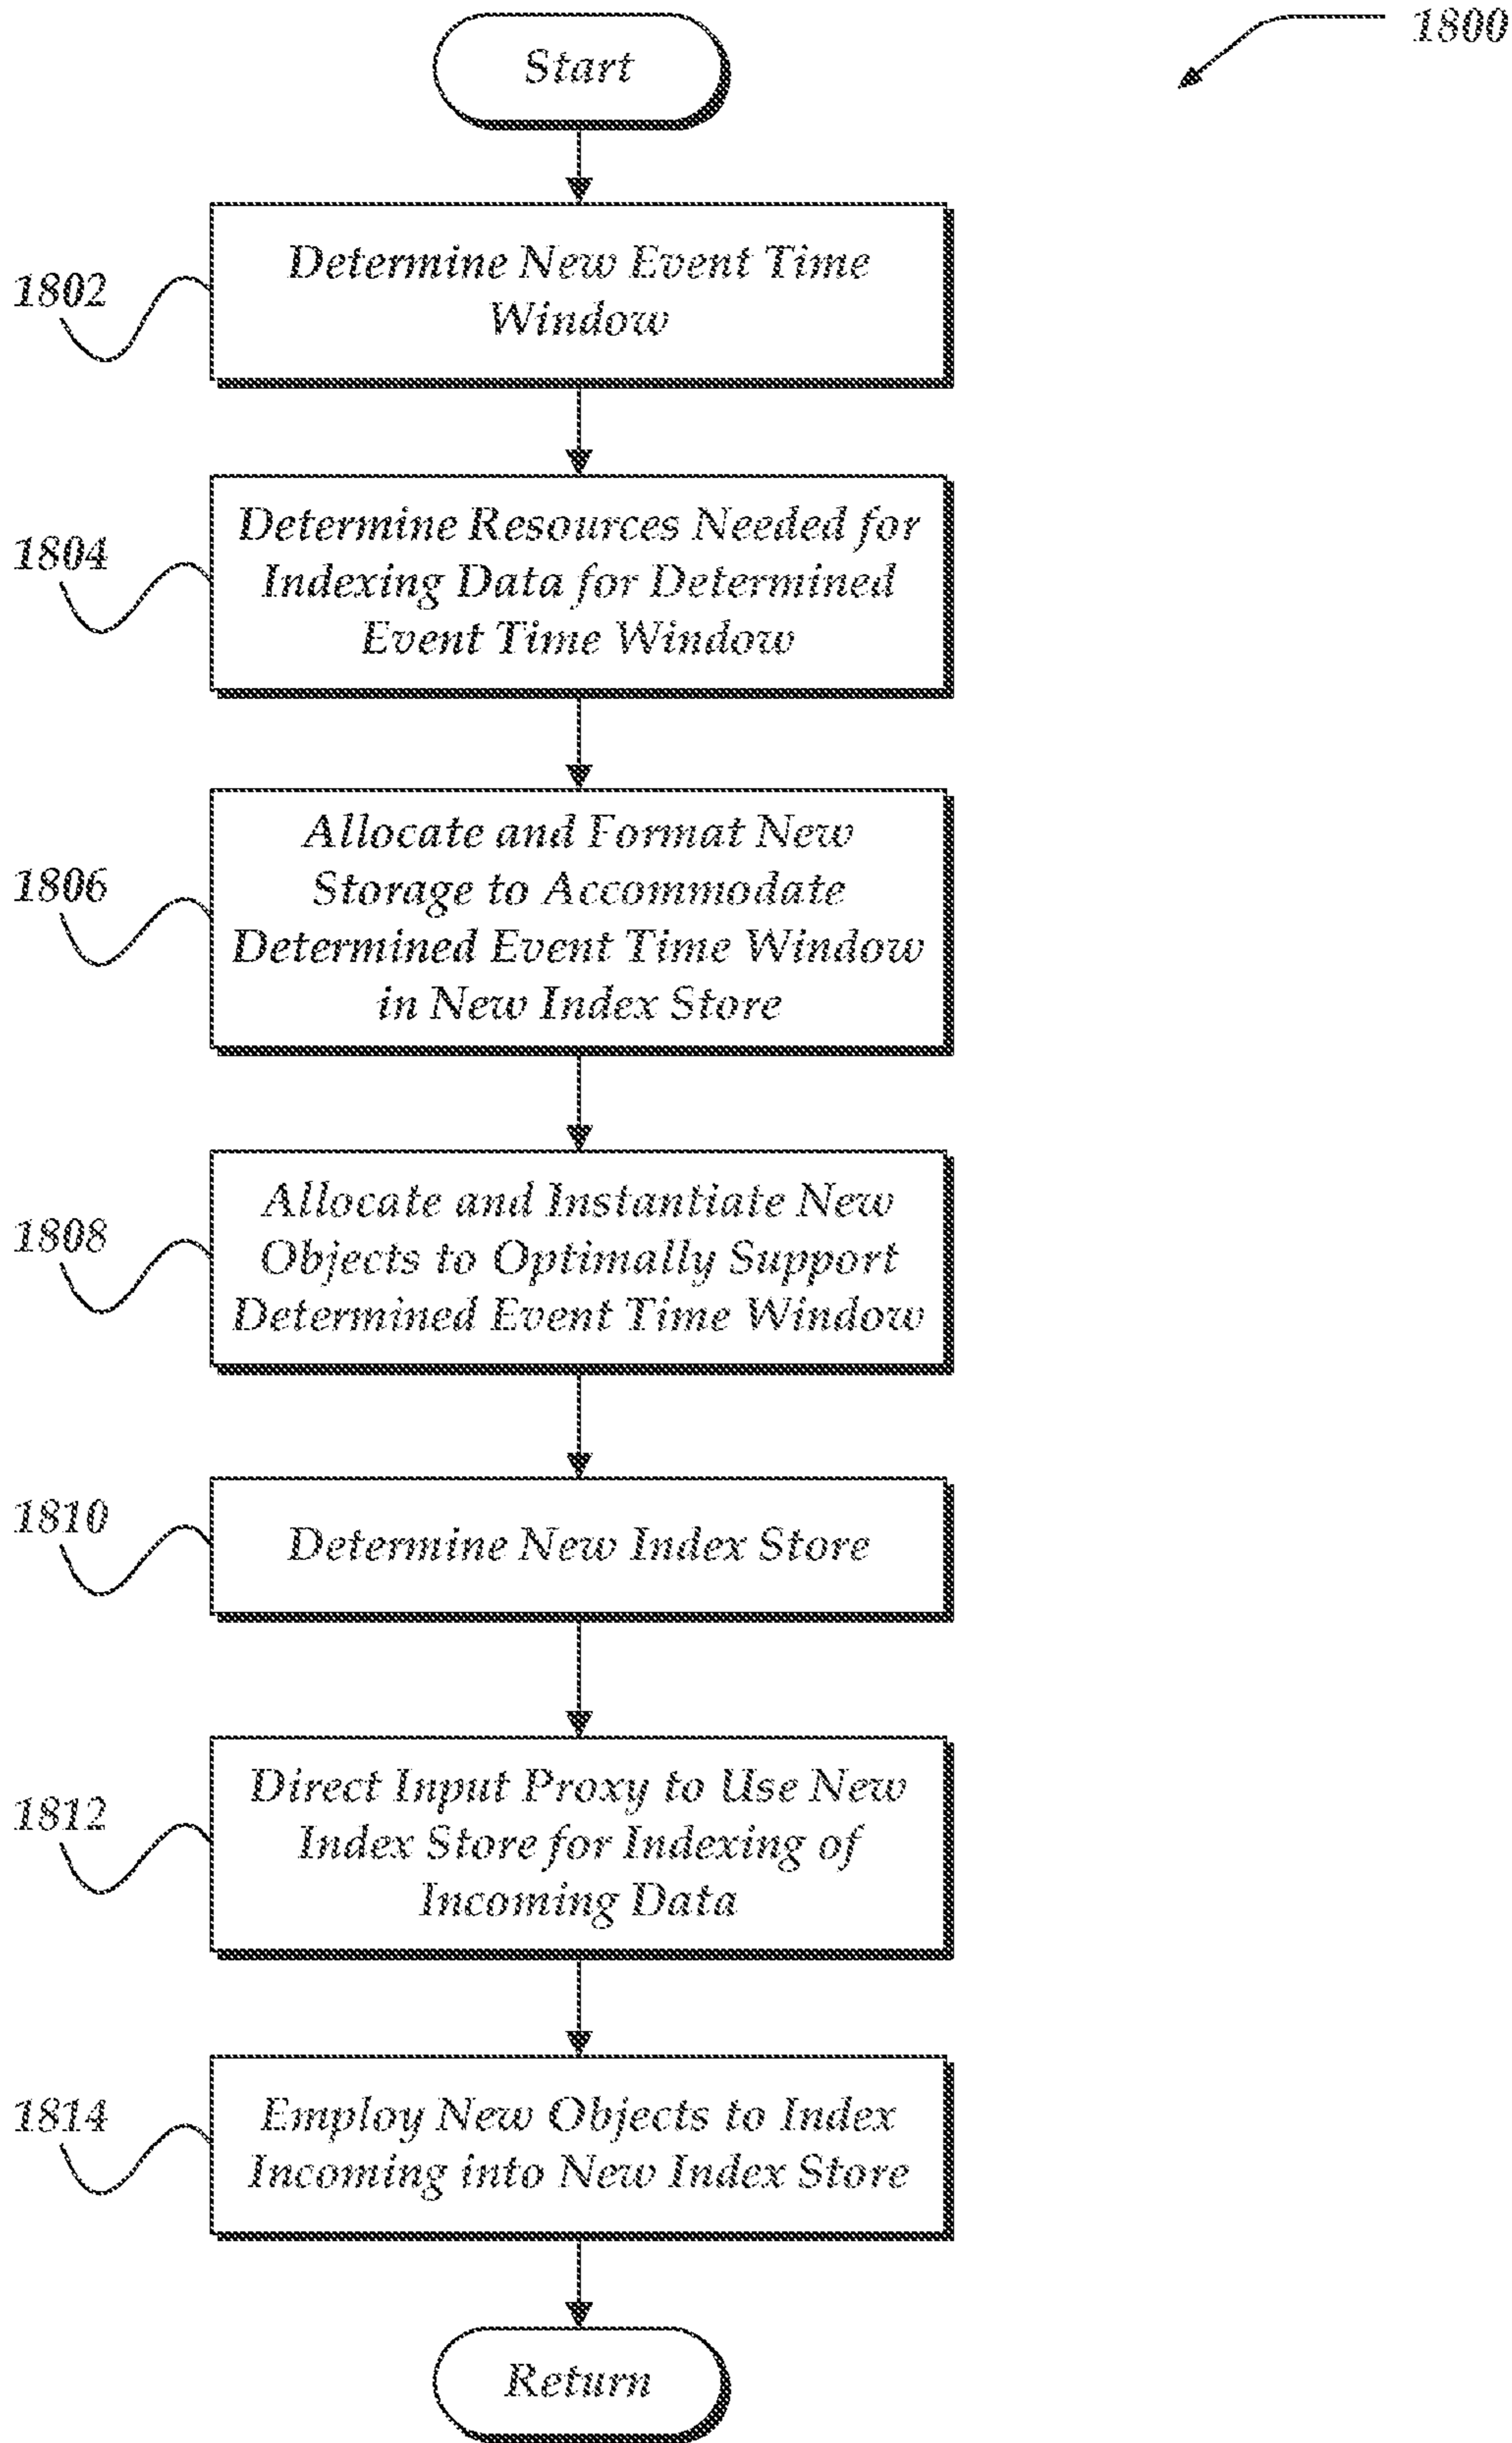 1800
Start
1802
Determine New Event Time
Window
1804
Determine Resources Needed for
Indexing Data for Determined
Event Time Window
1806
Allocate and Format New
Storage to Accommodate
Determined Event Time Window
in New Index Store
1808
Allocate and Instantiate New
Objects to Optimally Support
Determined Event Time Window
1810
Determine New Index Store
1812
Direct Input Proxy to Use New
Index Store for Indexing of
Incoming Data
1814
Employ New Objects to Index
Incoming into New Index Store
Return